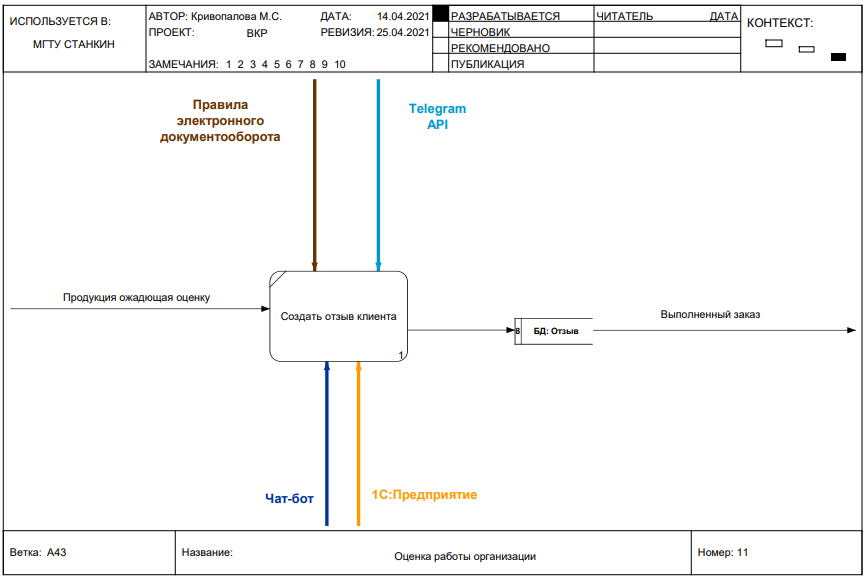 ИСПОЛЬЗУЕТСЯ В:
МГТУ СТАНКИН
АВТОР: Кривопалова М.С.
ДАТА: 14.04.2021
ПРОЕКТ: ВКР
РЕВИЗИЯ: 25.04.2021
ЗАМЕЧАНИЯ: 1 2 3 4 5 6 7 8 9 10
РАЗРАБАТЫВАЕТСЯ
ЧЕРНОВИК
РЕКОМЕНДОВАНО
ПУБЛИКАЦИЯ
ЧИТАТЕЛЬ ДАТА
КОНТЕКСТ:
Правила
электронного
документооборота
Telegram
API
Продукция ожадющая оценку
Создать отзыв клиента
1
8 БД: Отзыв
Выполненный заказ
Чат-бот
1С:Предприятие
Ветка: A43
Название:
Оценка работы организации
Номер: 11